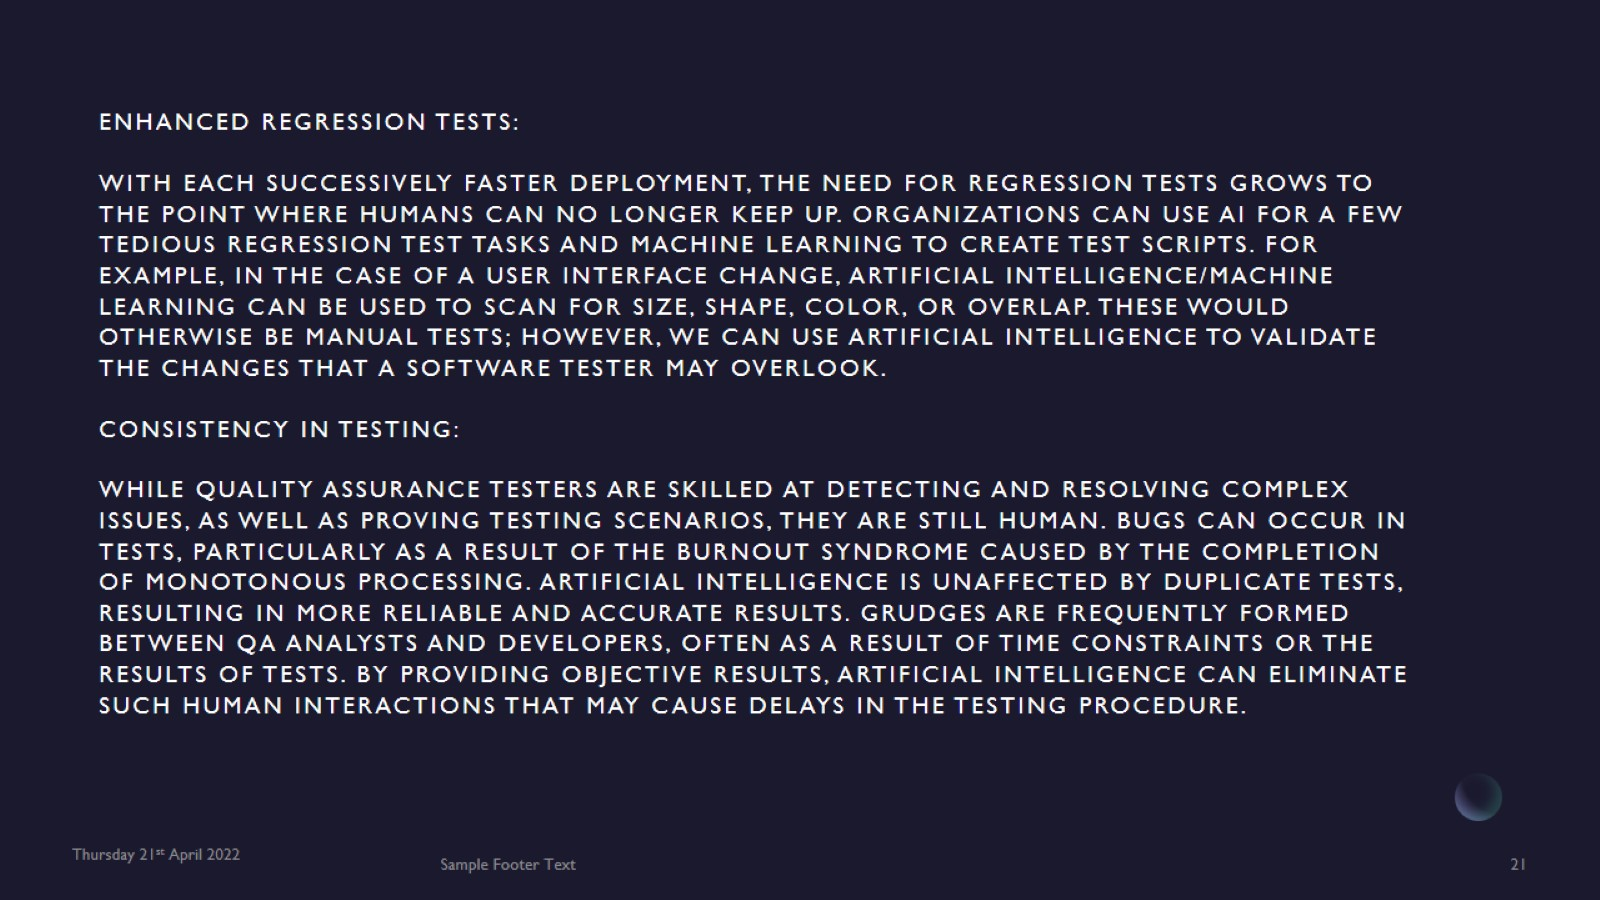 ENHANCED REGRESSION TESTS:
WITH EACH SUCCESSIVELY FASTER DEPLOYMENT, THE NEED FOR REGRESSION TESTS GROWS TO
THE POINT WHERE HUMANS CAN NO LONGER KEEP UP. ORGANIZATIONS CAN USE AI FOR A FEW
TEDIOUS REGRESSION TEST TASKS AND MACHINE LEARNING TO CREATE TEST SCRIPTS. FOR
EXAMPLE, IN THE CASE OF A USER INTERFACE CHANGE, ARTIFICIAL INTELLIGENCE/MACHINE
LEARNING CAN BE USED TO SCAN FOR SIZE, SHAPE, COLOR, OR OVERLAP. THESE WOULD
OTHERWISE BE MANUAL TESTS; HOWEVER, WE CAN USE ARTIFICIAL INTELLIGENCE TO VALIDATE
THE CHANGES THAT A SOFTWARE TESTER MAY OVERLOOK.
CONSISTENCY IN TESTING:
WHILE QUALITY ASSURANCE TESTERS ARE SKILLED AT DETECTING AND RESOLVING COMPLEX
ISSUES, AS WELL AS PROVING TESTING SCENARIOS, THEY ARE STILL HUMAN. BUGS CAN OCCUR IN
TESTS, PARTICULARLY AS A RESULT OF THE BURNOUT SYNDROME CAUSED BY THE COMPLETION
OF MONOTONOUS PROCESSING. ARTIFICIAL INTELLIGENCE IS UNAFFECTED BY DUPLICATE TESTS,
RESULTING IN MORE RELIABLE AND ACCURATE RESULTS. GRUDGES ARE FREQUENTLY FORMED
BETWEEN QA ANALYSTS AND DEVELOPERS, OFTEN AS A RESULT OF TIME CONSTRAINTS OR THE
RESULTS OF TESTS. BY PROVIDING OBJECTIVE RESULTS, ARTIFICIAL INTELLIGENCE CAN ELIMINATE
SUCH HUMAN INTERACTIONS THAT MAY CAUSE DELAYS IN THE TESTING PROCEDURE.
Thursday 21st April 2022
Sample Footer Text
21